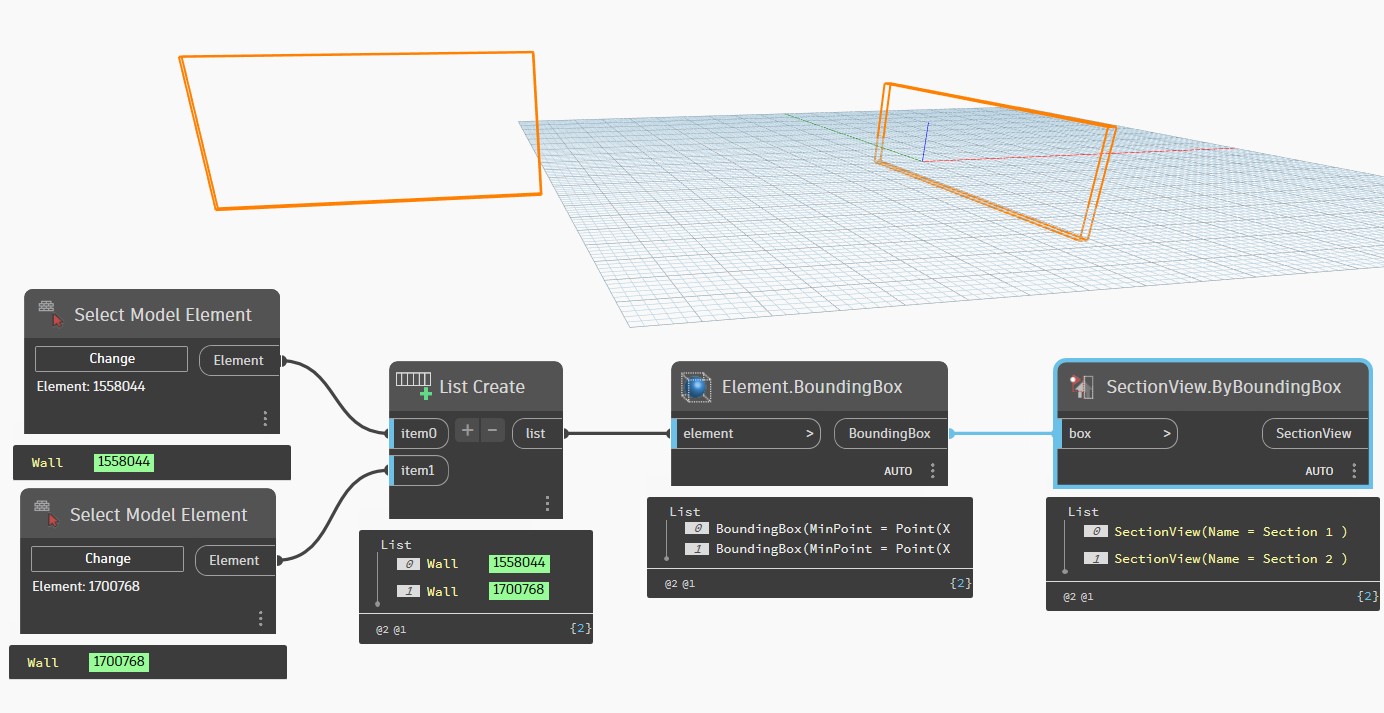 Select Model Element
Change
Element
Element: 1558044
Wall 1558044
Select Model Element
Change
Element
Element: 1700768
Wall 1700768
List Create
item0 + − list
item1
List
0 Wall 1558044
1 Wall 1700768
@2 @1 {2}
Element.BoundingBox
element > BoundingBox
AUTO
List
0 BoundingBox(MinPoint = Point(X
1 BoundingBox(MinPoint = Point(X
@2 @1 {2}
SectionView.ByBoundingBox
box > SectionView
AUTO
List
0 SectionView(Name = Section 1 )
1 SectionView(Name = Section 2 )
@2 @1 {2}